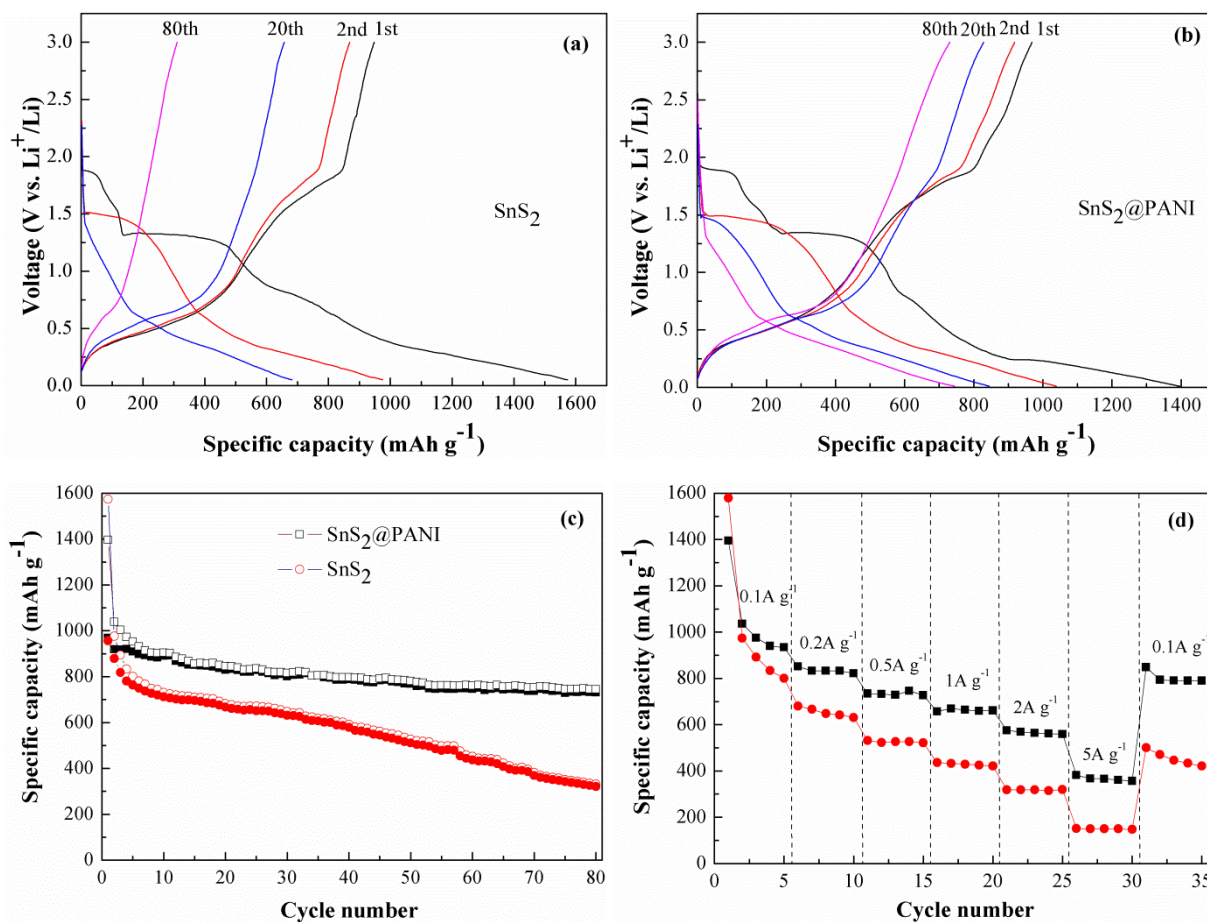 80th 20th 2nd 1st (a)
3.0
2.5
2.0
1.5
1.0
0.5
0.0
Voltage (V vs. Li⁺/Li)
SnS₂
0 200 400 600 800 1000 1200 1400 1600
Specific capacity (mAh g⁻¹)
80th 20th 2nd 1st (b)
3.0
2.5
2.0
1.5
1.0
0.5
0.0
Voltage (V vs. Li⁺/Li)
SnS₂@PANI
0 200 400 600 800 1000 1200 1400
Specific capacity (mAh g⁻¹)
(c)
1600
1400
1200
1000
800
600
400
200
0
Specific capacity (mAh g⁻¹)
SnS₂@PANI
SnS₂
0 10 20 30 40 50 60 70 80
Cycle number
(d)
1600
1400
1200
1000
800
600
400
200
0
Specific capacity (mAh g⁻¹)
0.1A g⁻¹
0.2A g⁻¹
0.5A g⁻¹
1A g⁻¹
2A g⁻¹
5A g⁻¹
0.1A g⁻¹
0 5 10 15 20 25 30 35
Cycle number